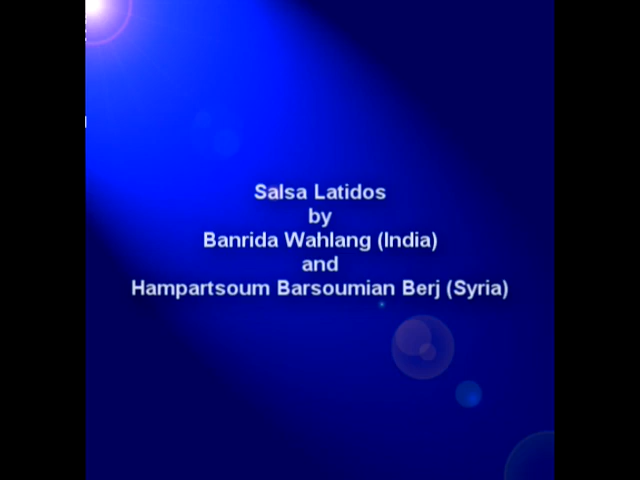 Salsa Latidos
by
Banrida Wahlang (India)
and
Hampartsoum Barsoumian Berj (Syria)